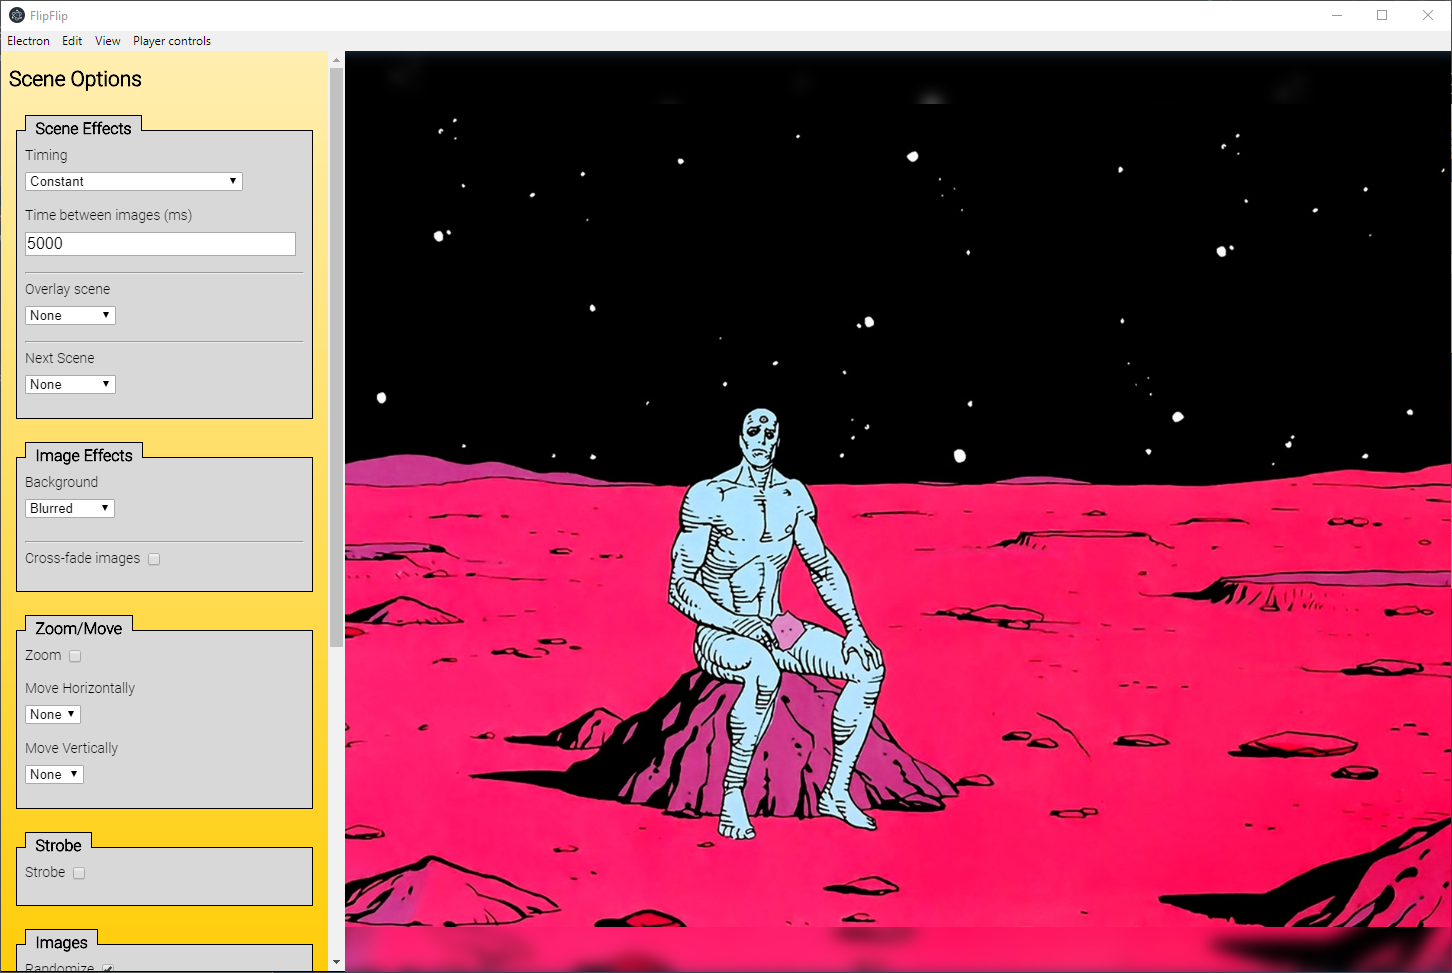 FlipFlip
Electron Edit View Player controls
Scene Options
Scene Effects
Timing
Constant
Time between images (ms)
5000
Overlay scene
None
Next Scene
None
Image Effects
Background
Blurred
Cross-fade images
Zoom/Move
Zoom
Move Horizontally
None
Move Vertically
None
Strobe
Strobe
Images
Randomize